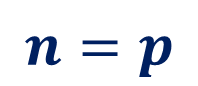 n = p